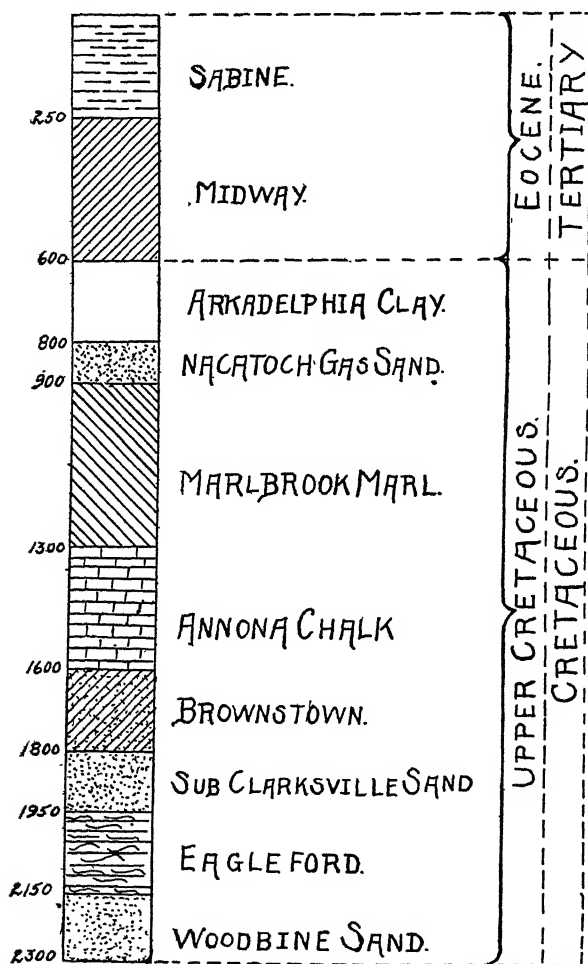 SABINE.
250
MIDWAY.
600
ARKADELPHIA CLAY.
800
NACATOCH GAS SAND.
900
MARLBROOK MARL.
1300
ANNONA CHALK
1600
BROWNSTOWN.
1800
SUB CLARKSVILLE SAND
1950
EAGLE FORD.
2150
WOODBINE SAND.
2300
EOCENE.
TERTIARY
UPPER CRETACEOUS.
CRETACEOUS.